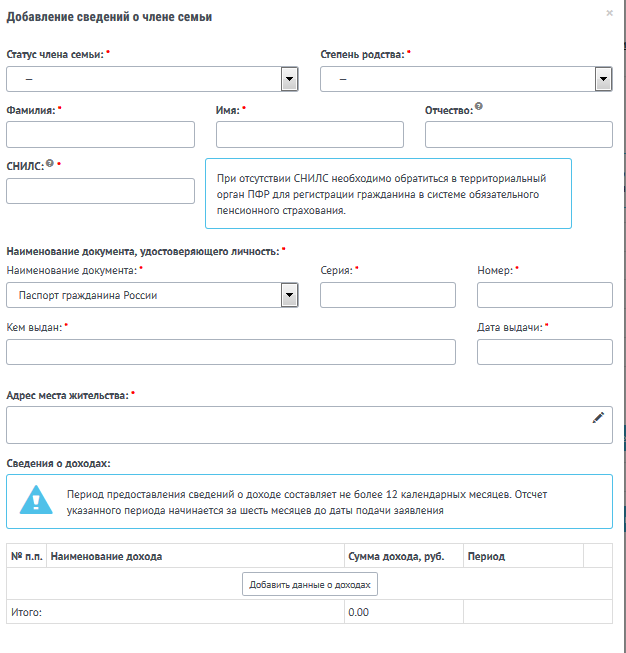 Добавление сведений о члене семьи ×
Статус члена семьи: * Степень родства: *
— —
Фамилия: * Имя: * Отчество: ?
СНИЛС: ? *
При отсутствии СНИЛС необходимо обратиться в территориальный
орган ПФР для регистрации гражданина в системе обязательного
пенсионного страхования.
Наименование документа, удостоверяющего личность: *
Наименование документа: * Серия: * Номер: *
Паспорт гражданина России
Кем выдан: * Дата выдачи: *
Адрес места жительства: *
Сведения о доходах:
Период предоставления сведений о доходе составляет не более 12 календарных месяцев. Отсчет
указанного периода начинается за шесть месяцев до даты подачи заявления
№ п.п. Наименование дохода Сумма дохода, руб. Период
Добавить данные о доходах
Итого: 0.00